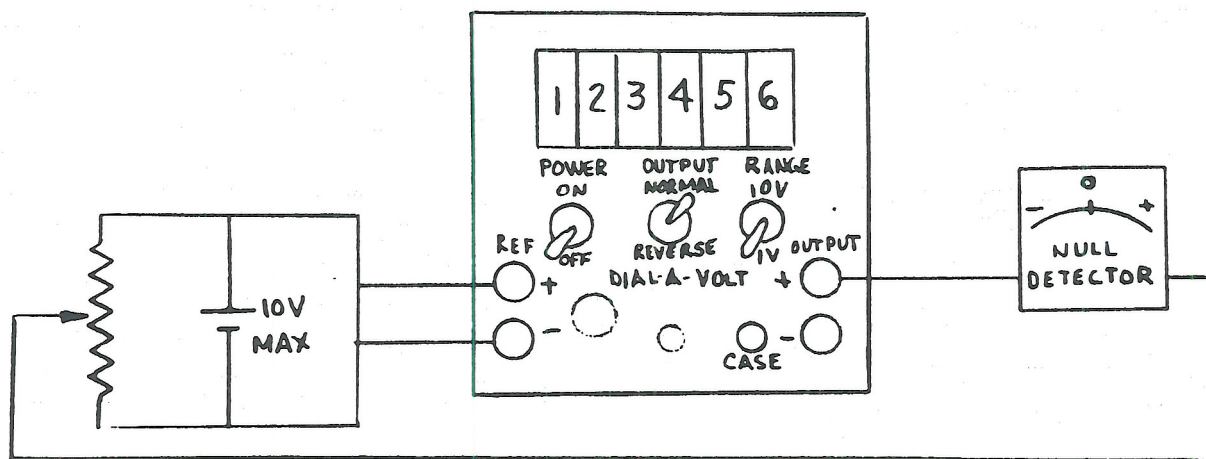 1 2 3 4 5 6
POWER OUTPUT RANGE
ON NORMAL 10V
REF OFF REVERSE 1V OUTPUT
+ DIAL-A-VOLT +
- CASE -
10V
MAX
0
- +
NULL
DETECTOR